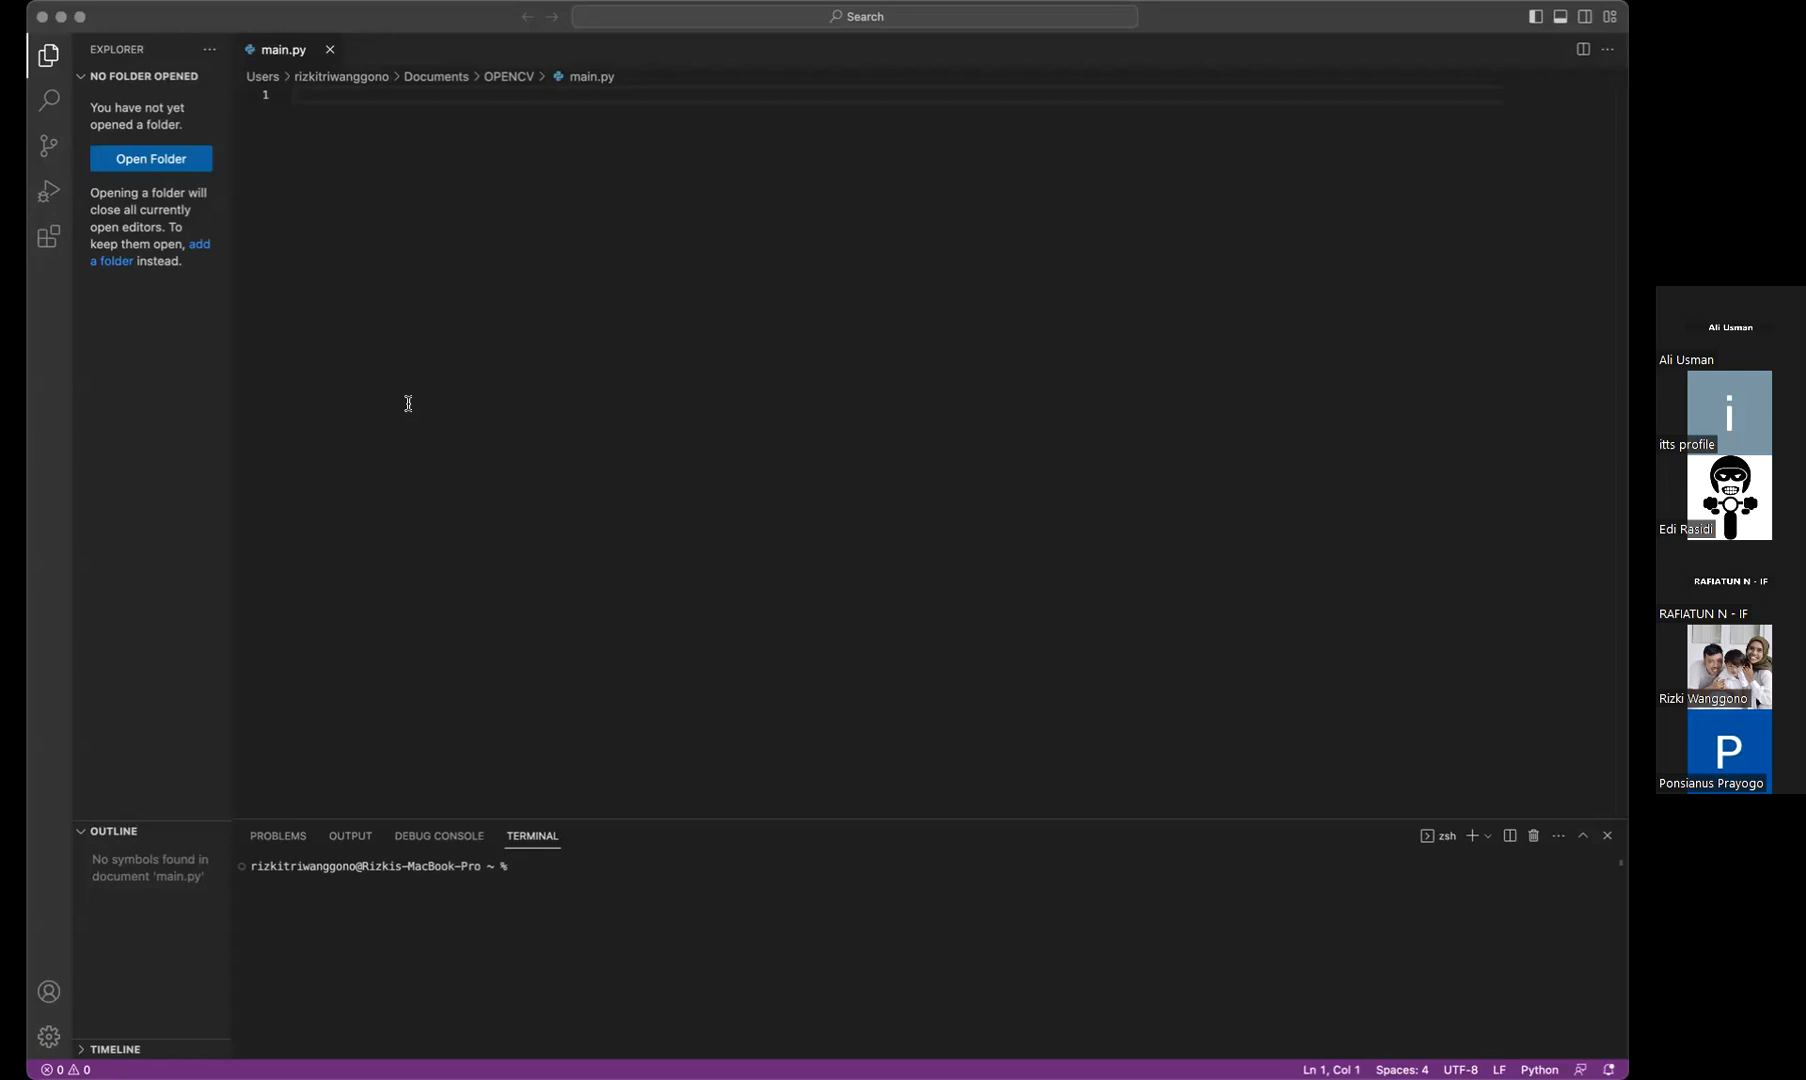 Search
EXPLORER
NO FOLDER OPENED
You have not yet
opened a folder.
Open Folder
Opening a folder will
close all currently
open editors. To
keep them open, add
a folder instead.
main.py
Users > rizkitriwanggono > Documents > OPENCV > main.py
1
OUTLINE
No symbols found in
document 'main.py'
TIMELINE
PROBLEMS OUTPUT DEBUG CONSOLE TERMINAL
zsh
rizkitriwanggono@Rizkis-MacBook-Pro ~ %
0 0
Ln 1, Col 1 Spaces: 4 UTF-8 LF Python
Ali Usman
Ali Usman
i
itts profile
Edi Rasidi
RAFIATUN N - IF
RAFIATUN N - IF
Rizki Wanggono
P
Ponsianus Prayogo